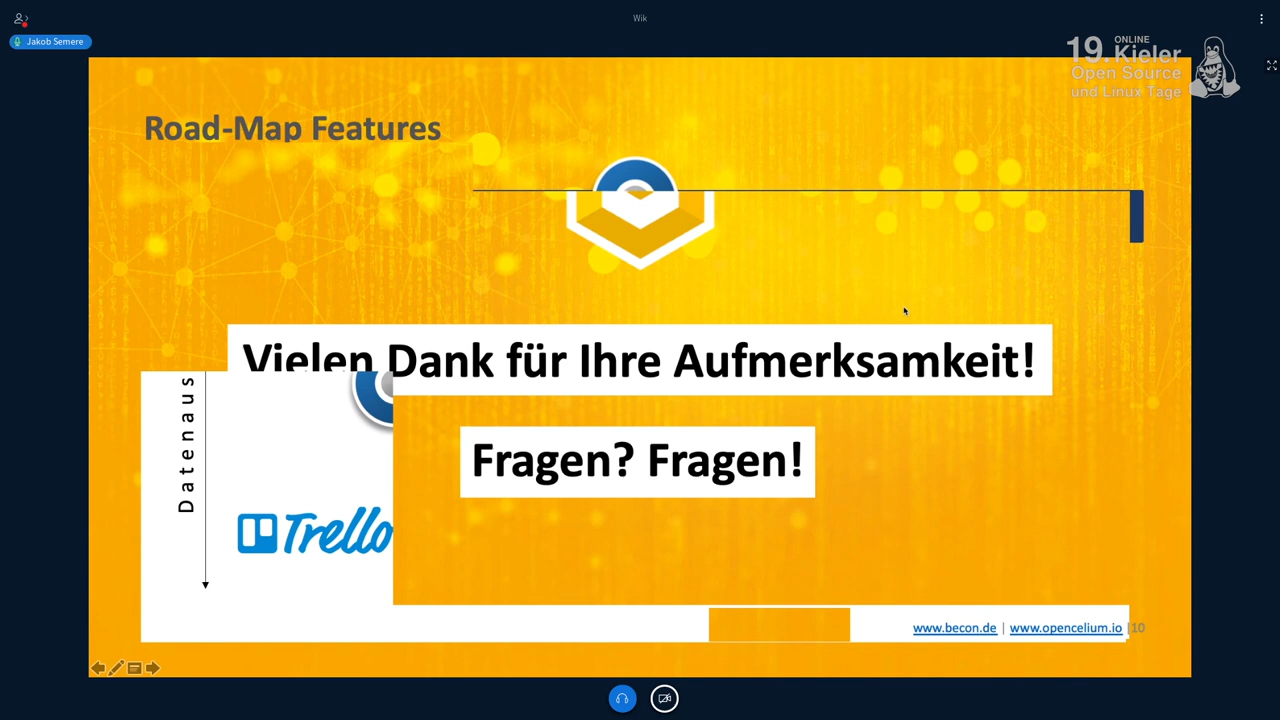 Wik
Jakob Semere
19. ONLINE
Kieler
Open Source
und Linux Tage
Road-Map Features
Vielen Dank für Ihre Aufmerksamkeit!
Datenaus
Fragen? Fragen!
Trello
www.becon.de | www.opencelium.io |10